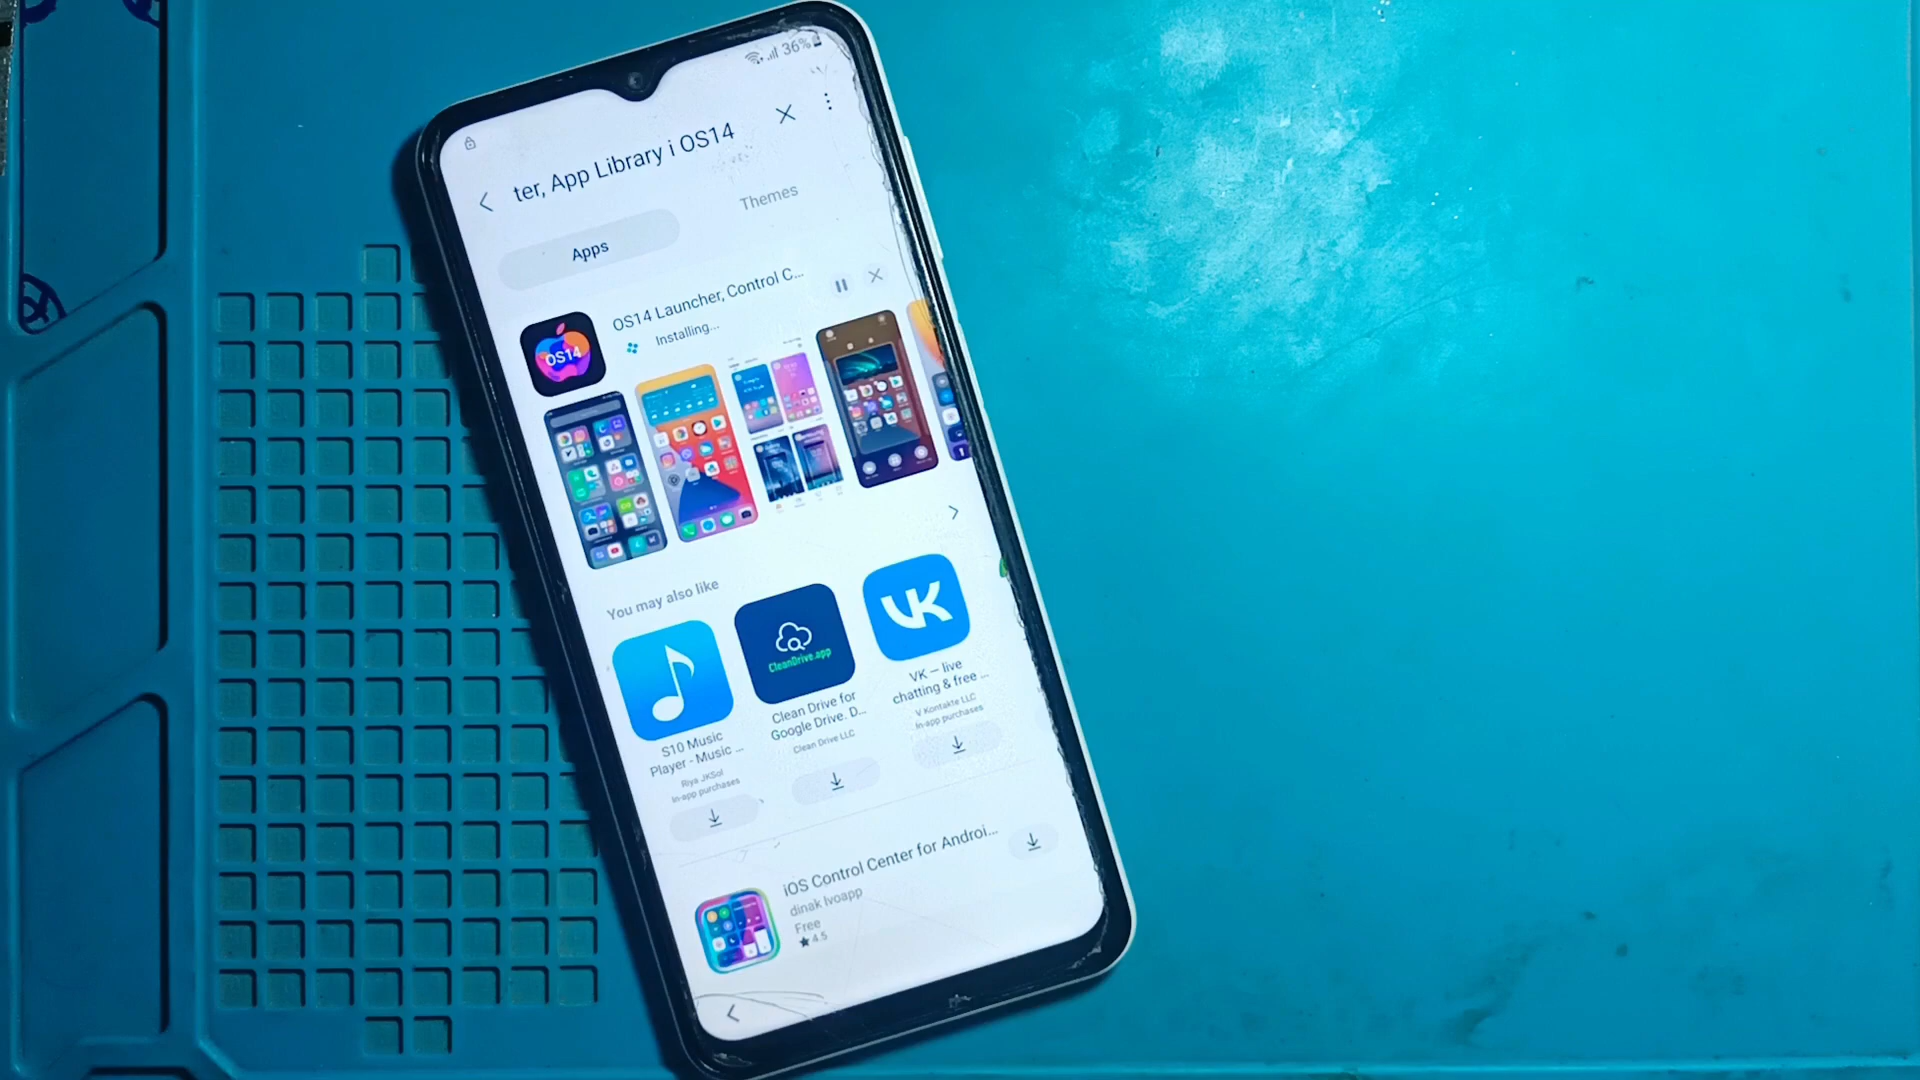 36%
ter, App Library i OS14
Apps
Themes
OS14 Launcher, Control C...
Installing...
OS14
You may also like
CleanDrive.app
S10 Music
Player - Music ...
Riya JKSol
In-app purchases
Clean Drive for
Google Drive. D...
Clean Drive LLC
VK — live
chatting & free ...
V Kontakte LLC
In-app purchases
iOS Control Center for Androi...
dinak lvoapp
Free
★ 4.5